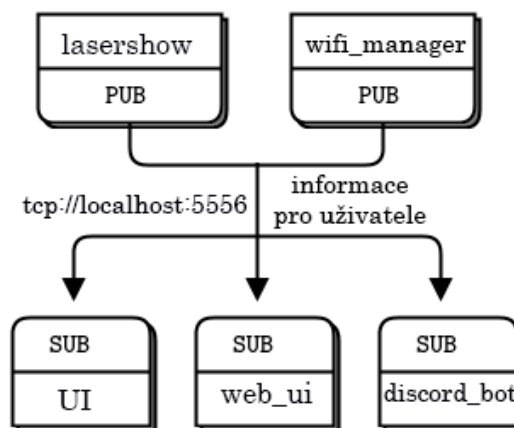 lasershow
PUB
wifi_manager
PUB
tcp://localhost:5556
informace
pro uživatele
SUB
UI
SUB
web_ui
SUB
discord_bot